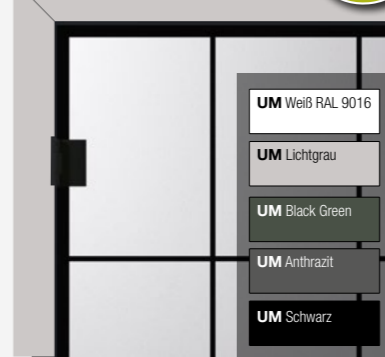 UM Weiß RAL 9016
UM Lichtgrau
UM Black Green
UM Anthrazit
UM Schwarz